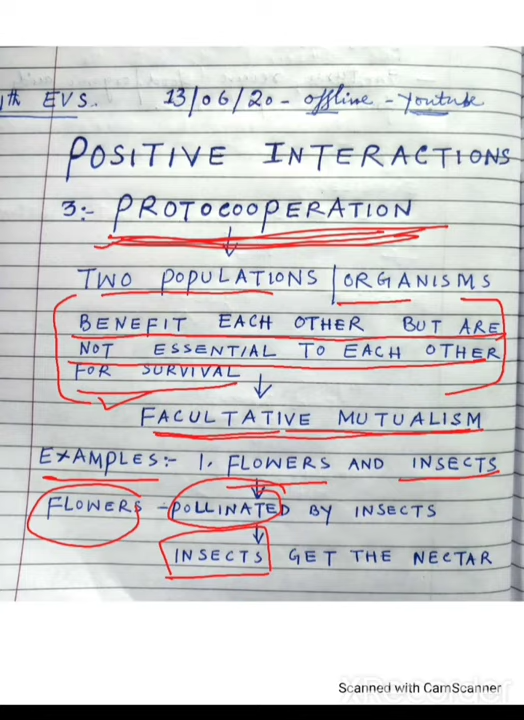 th EVS. 13/06/20 - offline - Youtube
POSITIVE INTERACTIONS
3:- PROTOCOOPERATION
TWO POPULATIONS | ORGANISMS
BENEFIT EACH OTHER BUT ARE
NOT ESSENTIAL TO EACH OTHER
FOR SURVIVAL
FACULTATIVE MUTUALISM
EXAMPLES:- 1. FLOWERS AND INSECTS
FLOWERS - POLLINATED BY INSECTS
INSECTS GET THE NECTAR
Scanned with CamScanner